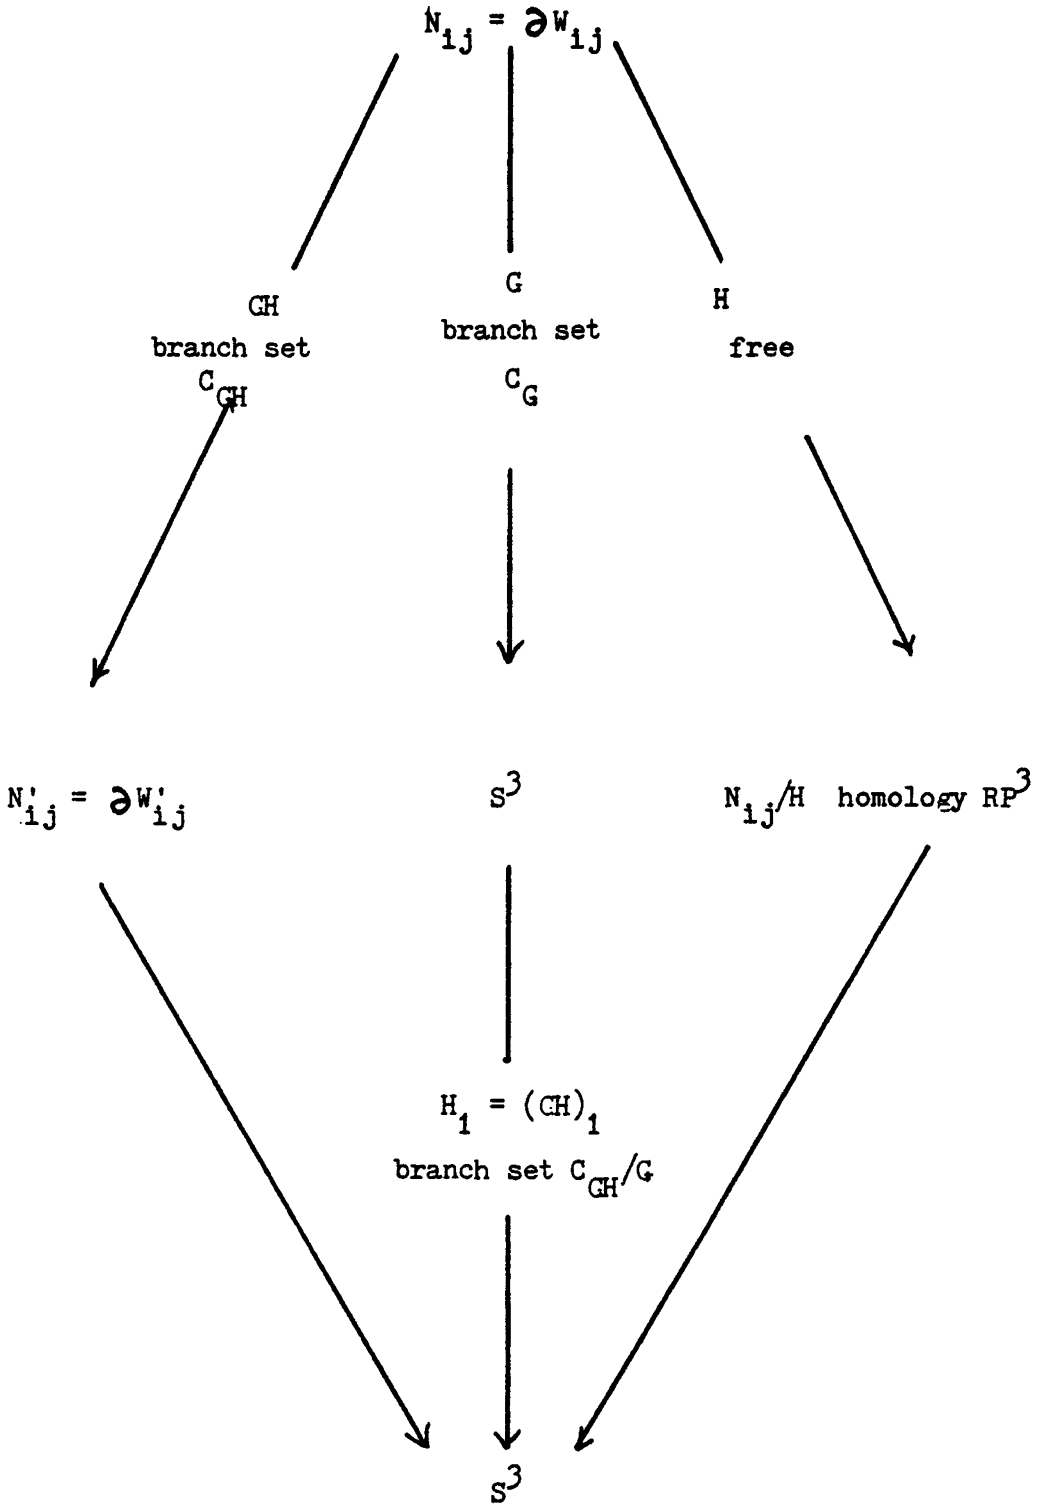 N_ij = ∂W_ij
G
H
GH
branch set
branch set
free
C_GH
C_G
N'_ij = ∂W'_ij
S^3
N_ij/H homology RP^3
H_1 = (GH)_1
branch set C_GH/G
S^3